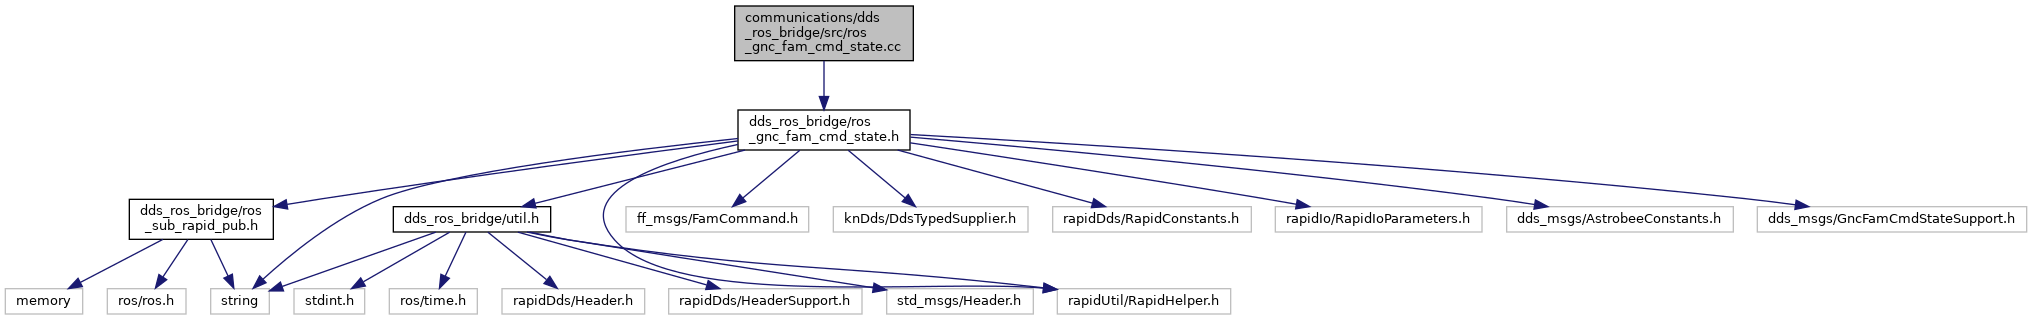 communications/dds
_ros_bridge/src/ros
_gnc_fam_cmd_state.cc
dds_ros_bridge/ros
_gnc_fam_cmd_state.h
dds_ros_bridge/ros
_sub_rapid_pub.h
dds_ros_bridge/util.h
ff_msgs/FamCommand.h
knDds/DdsTypedSupplier.h
rapidDds/RapidConstants.h
rapidIo/RapidIoParameters.h
dds_msgs/AstrobeeConstants.h
dds_msgs/GncFamCmdStateSupport.h
memory
ros/ros.h
string
stdint.h
ros/time.h
rapidDds/Header.h
rapidDds/HeaderSupport.h
std_msgs/Header.h
rapidUtil/RapidHelper.h